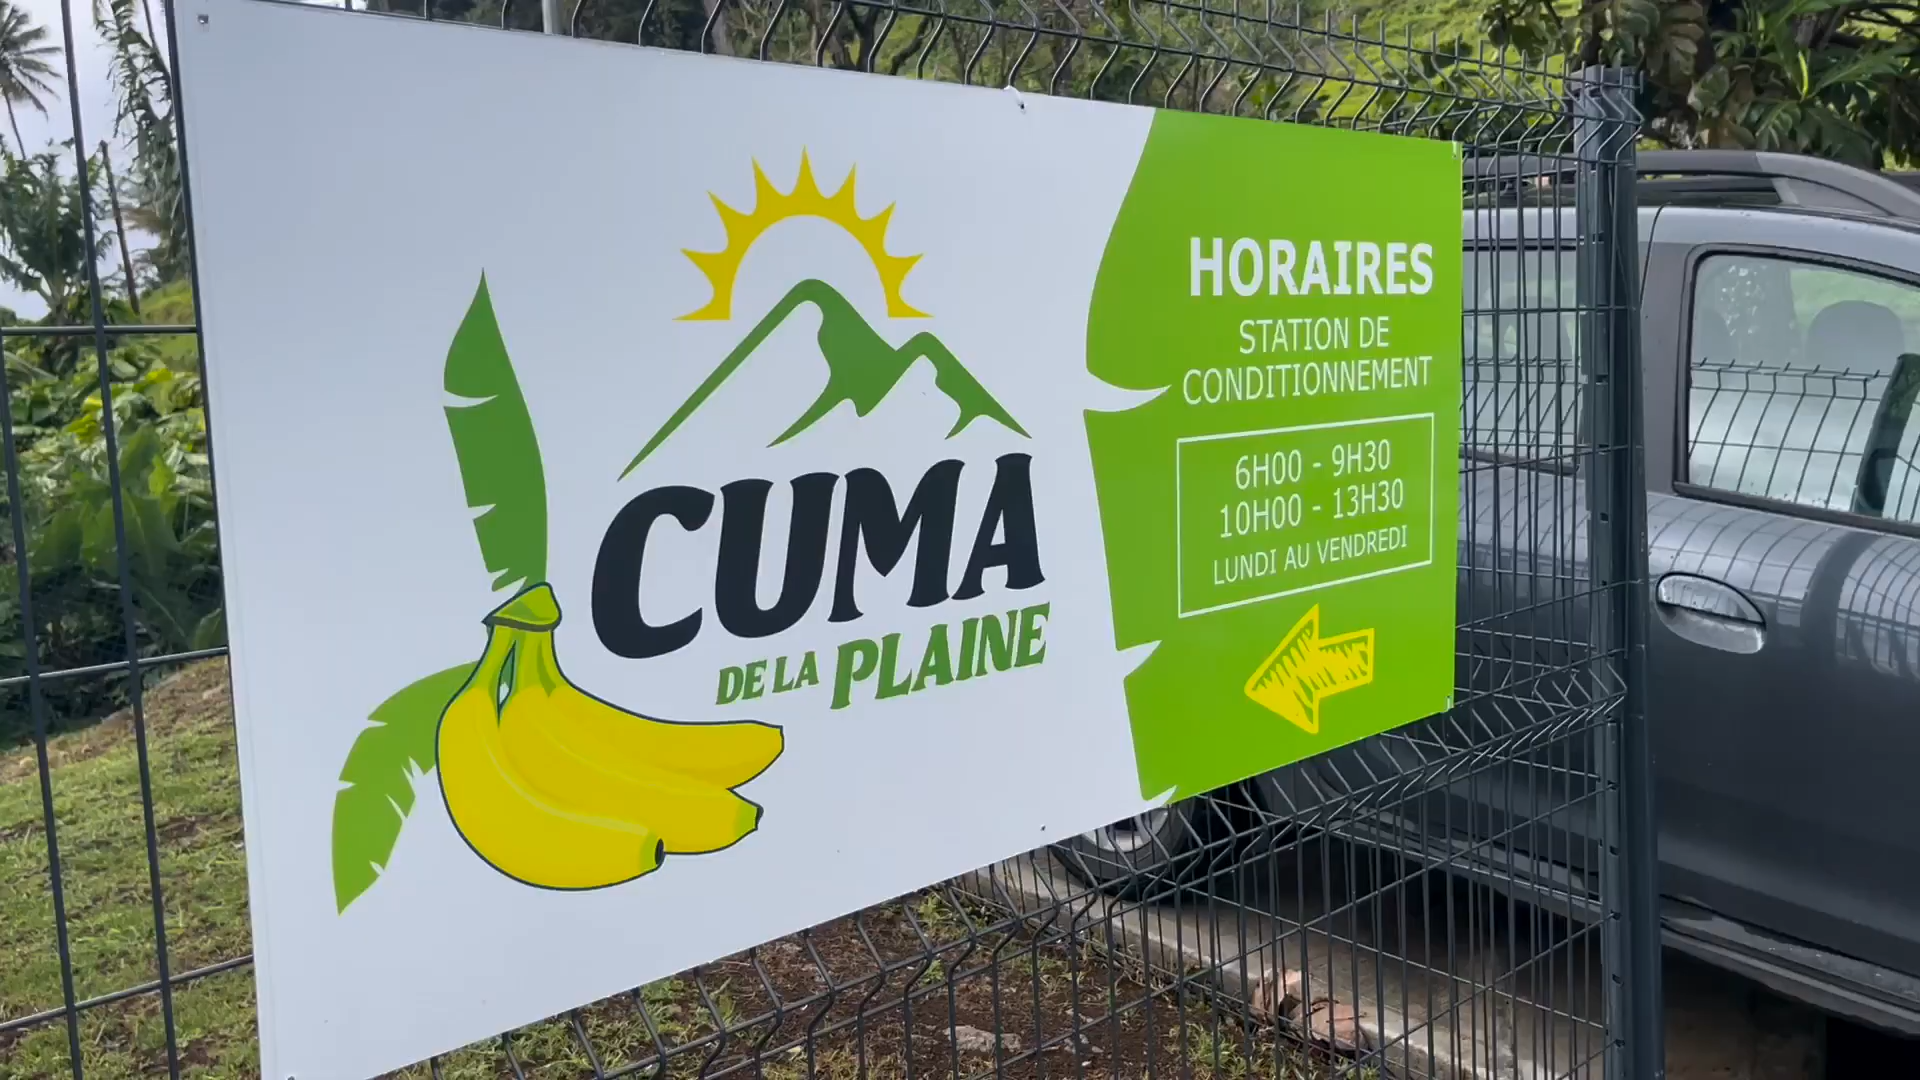 CUMA
DE LA PLAINE
HORAIRES
STATION DE
CONDITIONNEMENT
6H00 - 9H30
10H00 - 13H30
LUNDI AU VENDREDI